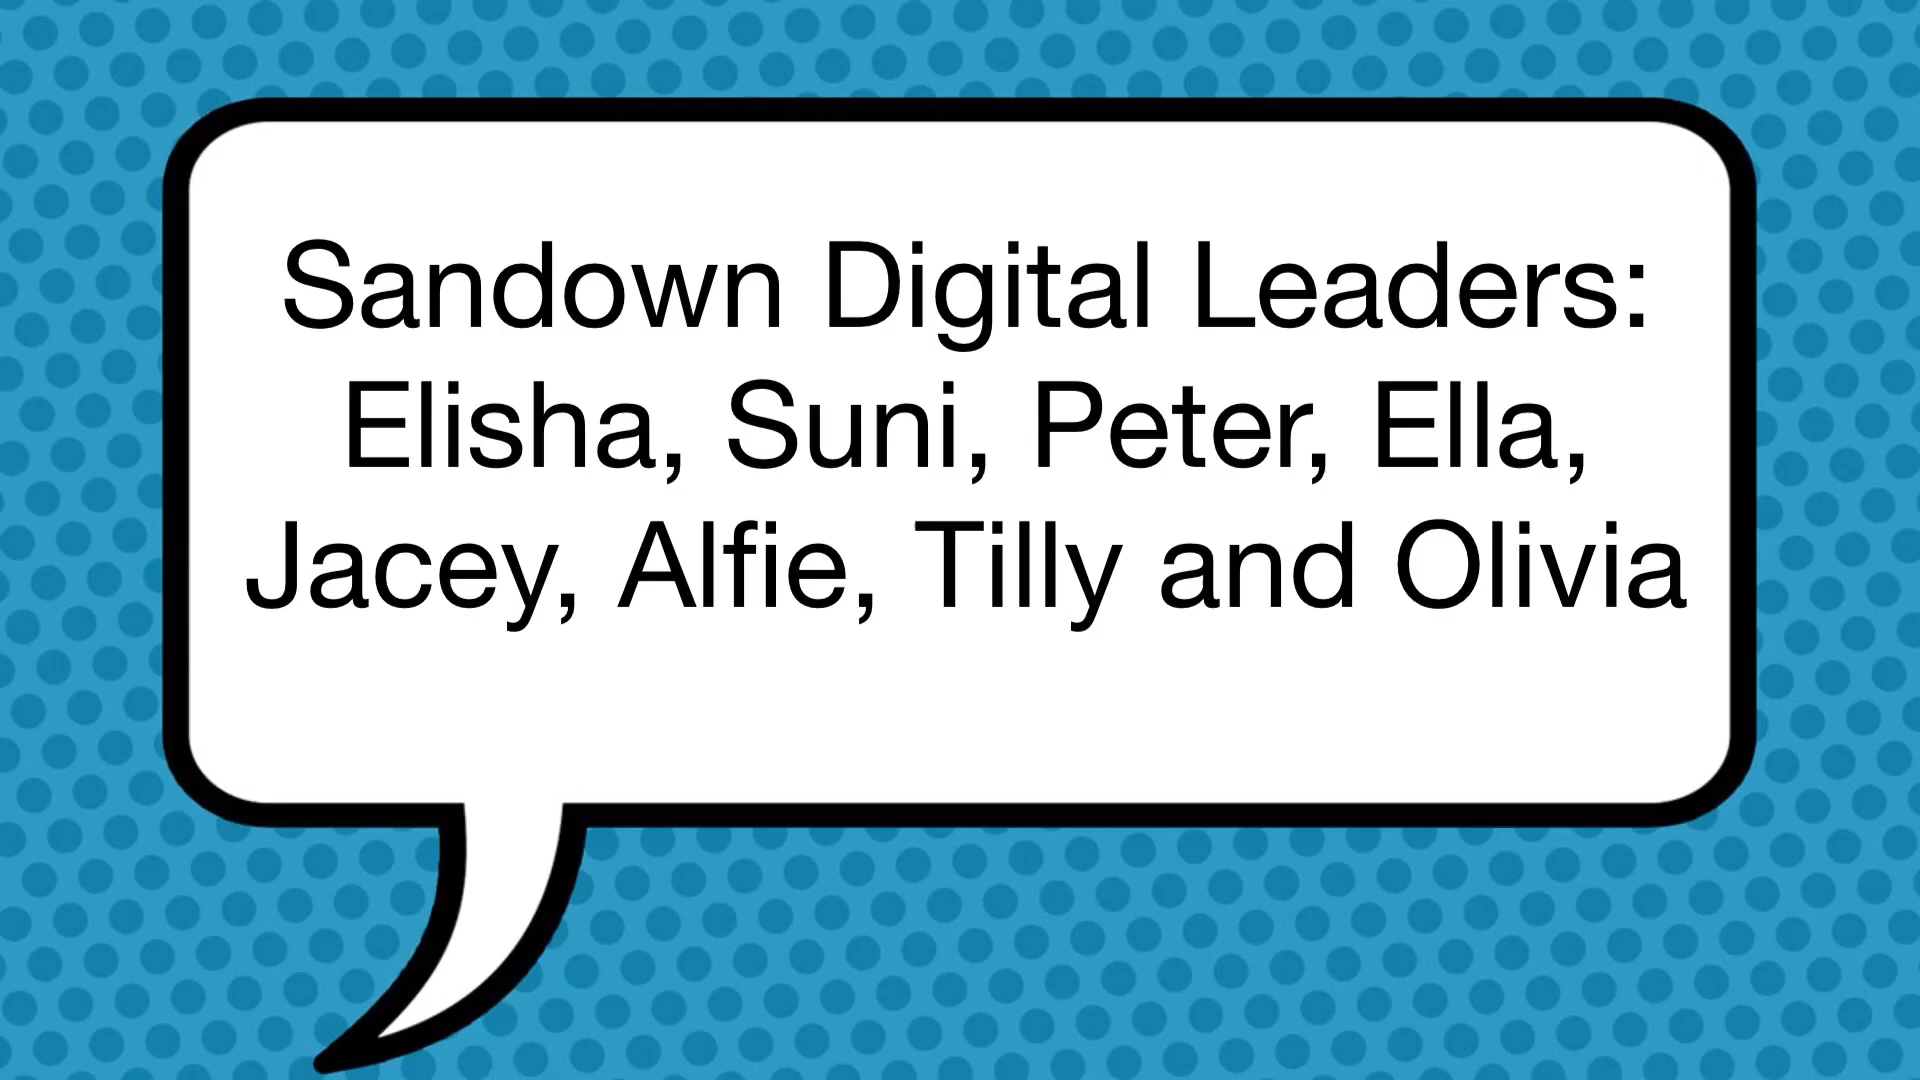 Sandown Digital Leaders:
Elisha, Suni, Peter, Ella,
Jacey, Alfie, Tilly and Olivia